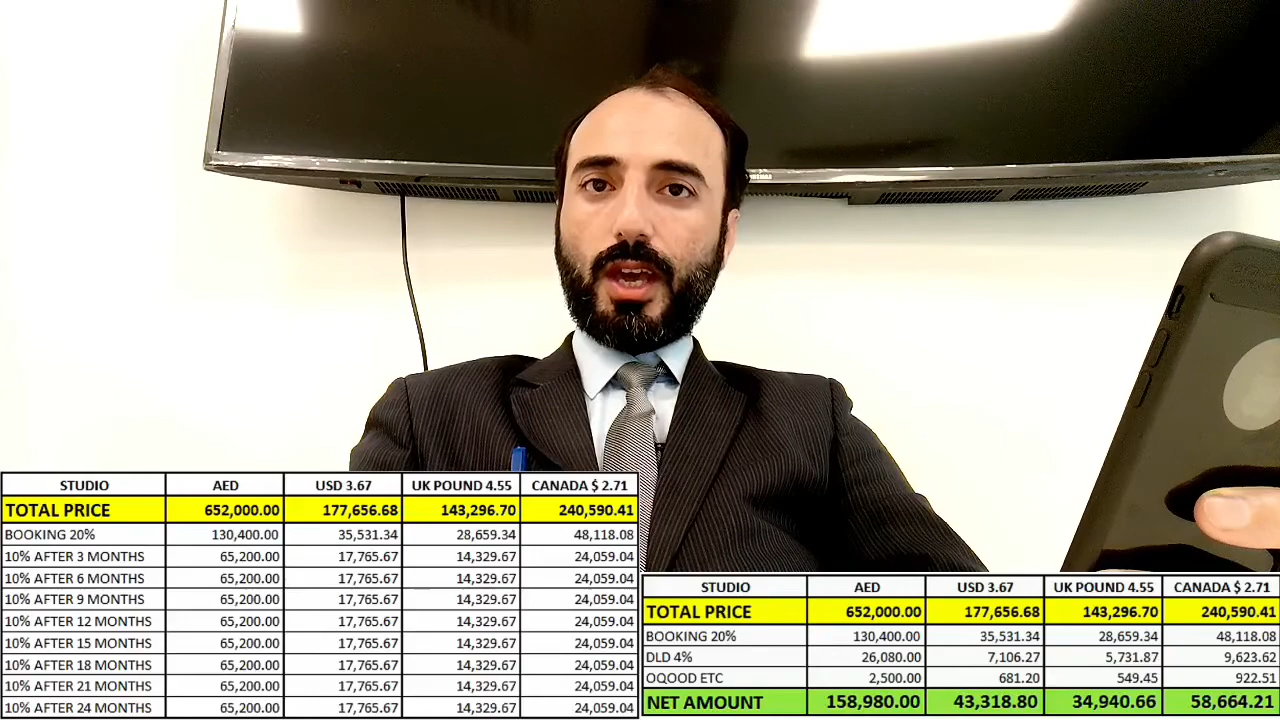 STUDIO AED USD 3.67 UK POUND 4.55 CANADA $ 2.71
TOTAL PRICE 652,000.00 177,656.68 143,296.70 240,590.41
BOOKING 20% 130,400.00 35,531.34 28,659.34 48,118.08
10% AFTER 3 MONTHS 65,200.00 17,765.67 14,329.67 24,059.04
10% AFTER 6 MONTHS 65,200.00 17,765.67 14,329.67 24,059.04
10% AFTER 9 MONTHS 65,200.00 17,765.67 14,329.67 24,059.04
10% AFTER 12 MONTHS 65,200.00 17,765.67 14,329.67 24,059.04
10% AFTER 15 MONTHS 65,200.00 17,765.67 14,329.67 24,059.04
10% AFTER 18 MONTHS 65,200.00 17,765.67 14,329.67 24,059.04
10% AFTER 21 MONTHS 65,200.00 17,765.67 14,329.67 24,059.04
10% AFTER 24 MONTHS 65,200.00 17,765.67 14,329.67 24,059.04
STUDIO AED USD 3.67 UK POUND 4.55 CANADA $ 2.71
TOTAL PRICE 652,000.00 177,656.68 143,296.70 240,590.41
BOOKING 20% 130,400.00 35,531.34 28,659.34 48,118.08
DLD 4% 26,080.00 7,106.27 5,731.87 9,623.62
OQOOD ETC 2,500.00 681.20 549.45 922.51
NET AMOUNT 158,980.00 43,318.80 34,940.66 58,664.21